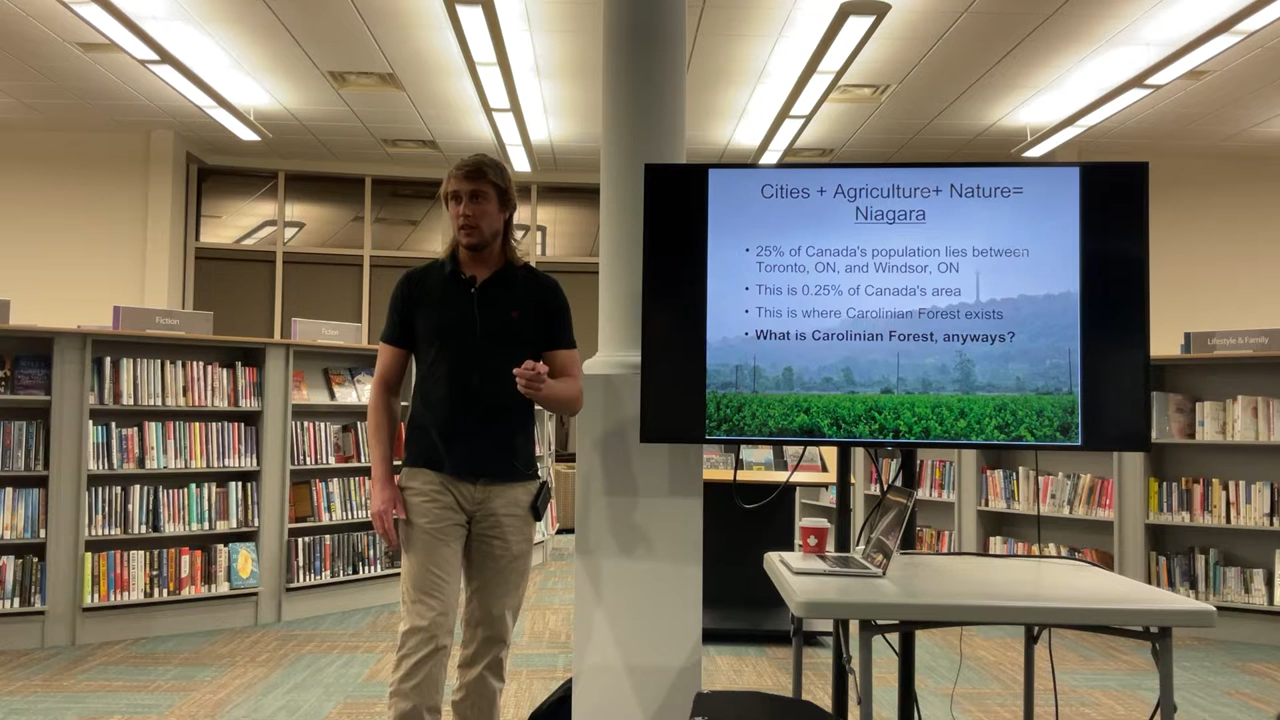 Cities + Agriculture+ Nature=
Niagara
• 25% of Canada's population lies between
Toronto, ON, and Windsor, ON
• This is 0.25% of Canada's area
• This is where Carolinian Forest exists
• What is Carolinian Forest, anyways?
Fiction
Fiction
Lifestyle & Family